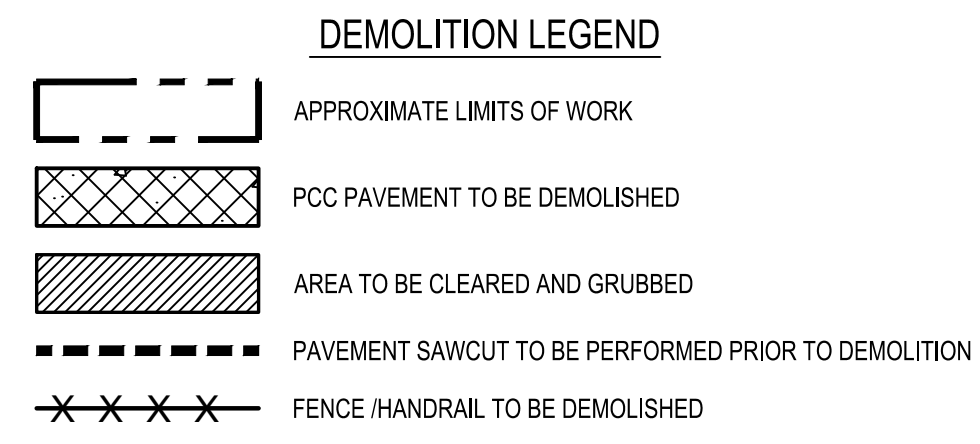 DEMOLITION LEGEND
APPROXIMATE LIMITS OF WORK
PCC PAVEMENT TO BE DEMOLISHED
AREA TO BE CLEARED AND GRUBBED
PAVEMENT SAWCUT TO BE PERFORMED PRIOR TO DEMOLITION
X X X X FENCE /HANDRAIL TO BE DEMOLISHED